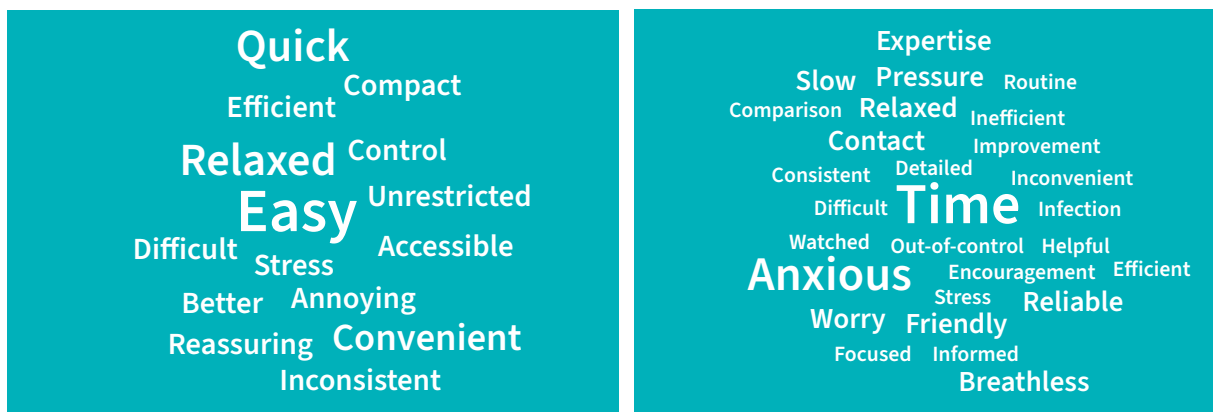 Quick
Compact
Efficient
Relaxed Control
Easy Unrestricted
Difficult Accessible
Stress
Better Annoying
Reassuring Convenient
Inconsistent
Expertise
Slow Pressure Routine
Comparison Relaxed Inefficient
Contact Improvement
Consistent Detailed Inconvenient
Difficult Time Infection
Watched Out-of-control Helpful
Anxious Encouragement Efficient
Stress Reliable
Worry Friendly
Focused Informed
Breathless